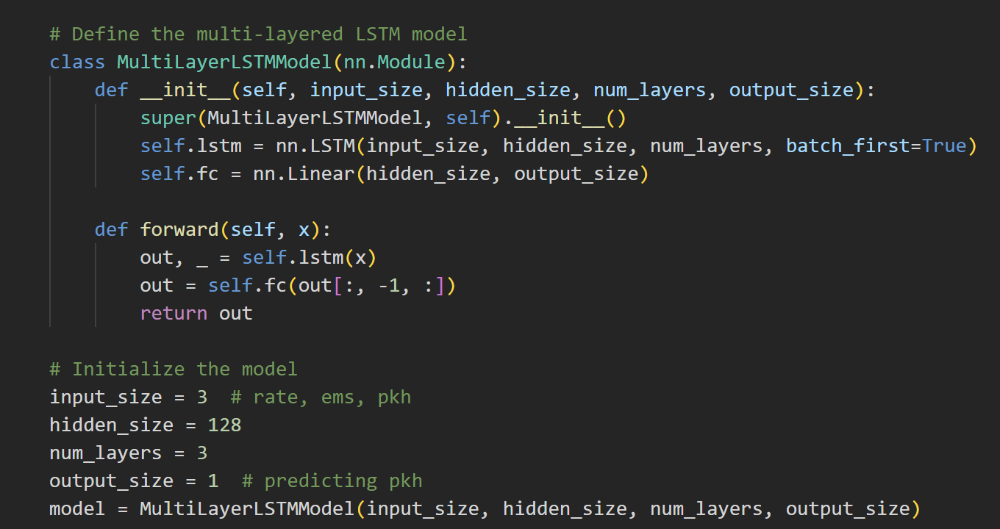 # Define the multi-layered LSTM model
class MultiLayerLSTMModel(nn.Module):
    def __init__(self, input_size, hidden_size, num_layers, output_size):
        super(MultiLayerLSTMModel, self).__init__()
        self.lstm = nn.LSTM(input_size, hidden_size, num_layers, batch_first=True)
        self.fc = nn.Linear(hidden_size, output_size)

    def forward(self, x):
        out, _ = self.lstm(x)
        out = self.fc(out[:, -1, :])
        return out

# Initialize the model
input_size = 3  # rate, ems, pkh
hidden_size = 128
num_layers = 3
output_size = 1  # predicting pkh
model = MultiLayerLSTMModel(input_size, hidden_size, num_layers, output_size)